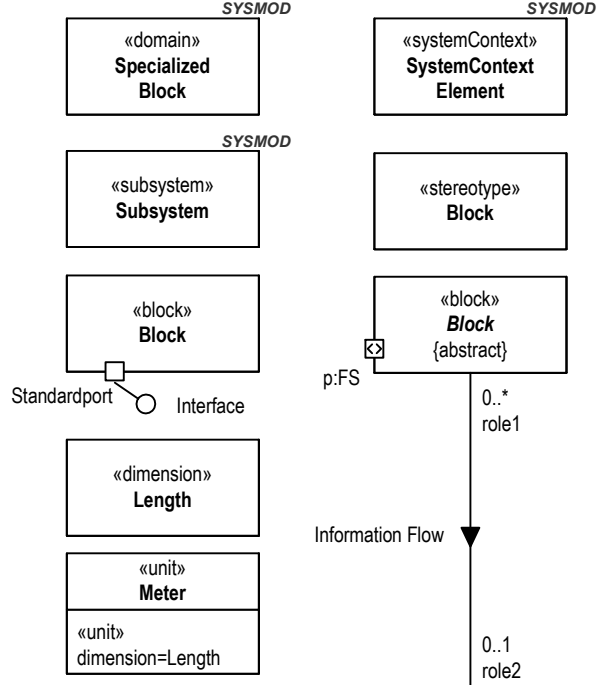 SYSMOD
«domain»
Specialized
Block
SYSMOD
«systemContext»
SystemContext
Element
SYSMOD
«subsystem»
Subsystem
«stereotype»
Block
«block»
Block
Standardport
Interface
«block»
Block
{abstract}
p:FS
0..*
role1
«dimension»
Length
Information Flow
«unit»
Meter
«unit»
dimension=Length
0..1
role2